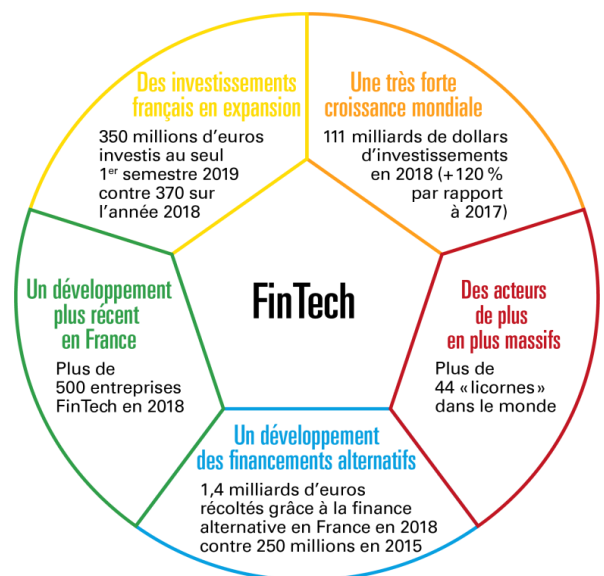 Des investissements
français en expansion
350 millions d'euros
investis au seul
1er semestre 2019
contre 370 sur
l'année 2018
Une très forte
croissance mondiale
111 milliards de dollars
d'investissements
en 2018 (+ 120 %
par rapport
à 2017)
Un développement
plus récent
en France
Plus de
500 entreprises
FinTech en 2018
FinTech
Des acteurs
de plus
en plus massifs
Plus de
44 «licornes»
dans le monde
Un développement
des financements alternatifs
1,4 milliards d'euros
récoltés grâce à la finance
alternative en France en 2018
contre 250 millions en 2015